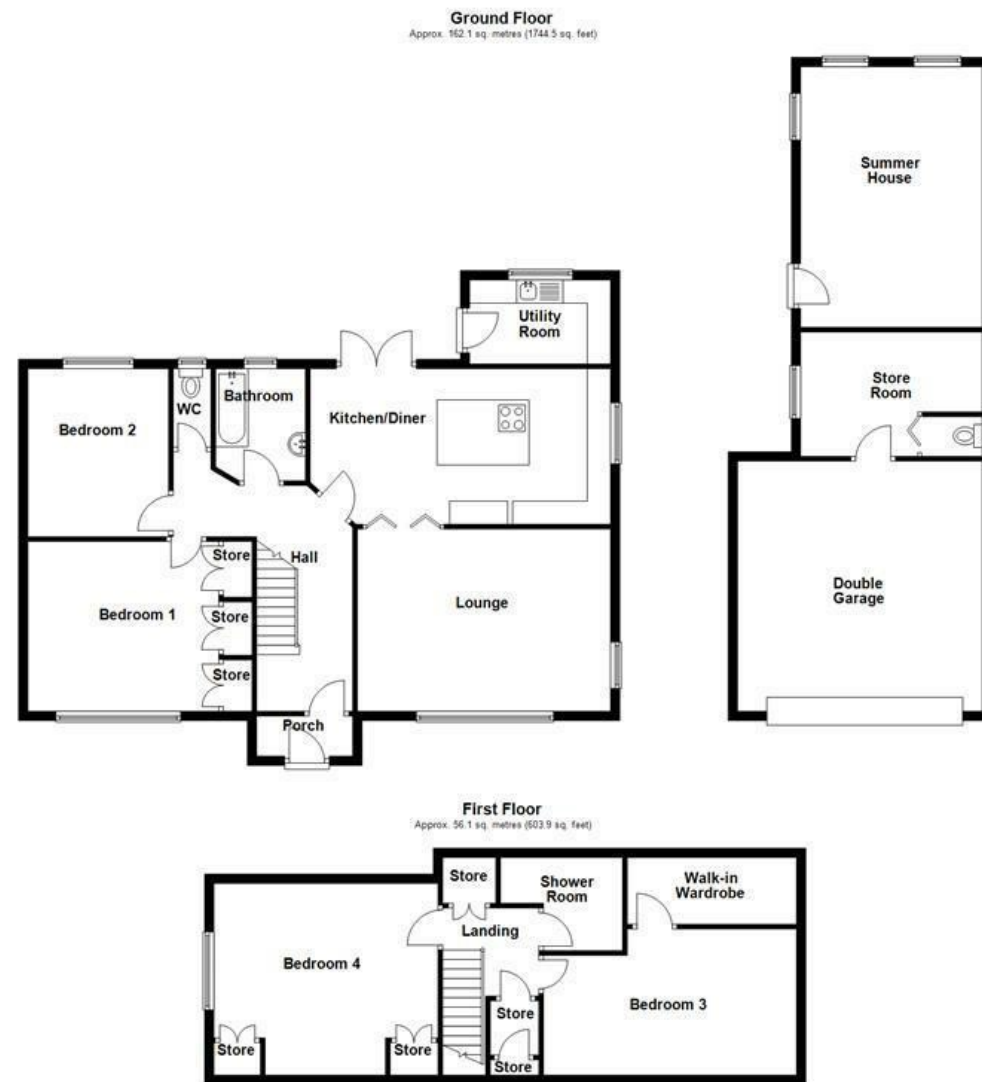 Ground Floor
Approx. 162.1 sq. metres (1744.5 sq. feet)
Summer
House
Utility
Room
WC
Bathroom
Kitchen/Diner
Bedroom 2
Store
Room
Store
Hall
Bedroom 1
Store
Lounge
Double
Garage
Store
Porch
First Floor
Approx. 56.1 sq. metres (603.9 sq. feet)
Store
Shower
Room
Walk-in
Wardrobe
Landing
Bedroom 4
Bedroom 3
Store
Store
Store
Store